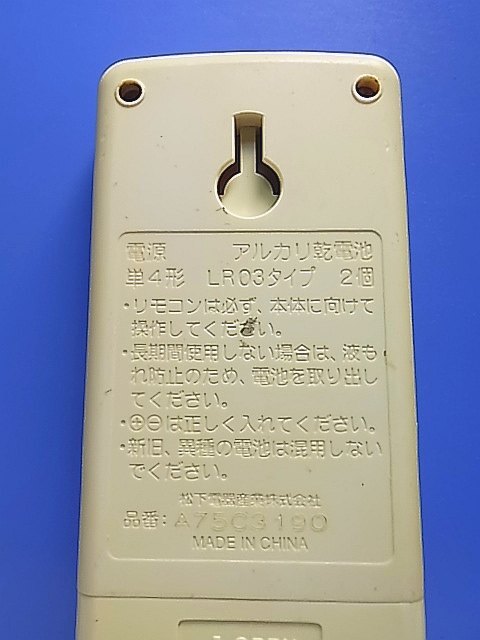 電源 アルカリ乾電池
単4形 LR03タイプ 2個
・リモコンは必ず、本体に向けて
操作してください。
・長期間使用しない場合は、液も
れ防止のため、電池を取り出し
てください。
・⊕⊖は正しく入れてください。
・新旧、異種の電池は混用しない
でください。
松下電器産業株式会社
品番: A75C3190
MADE IN CHINA
OPEN